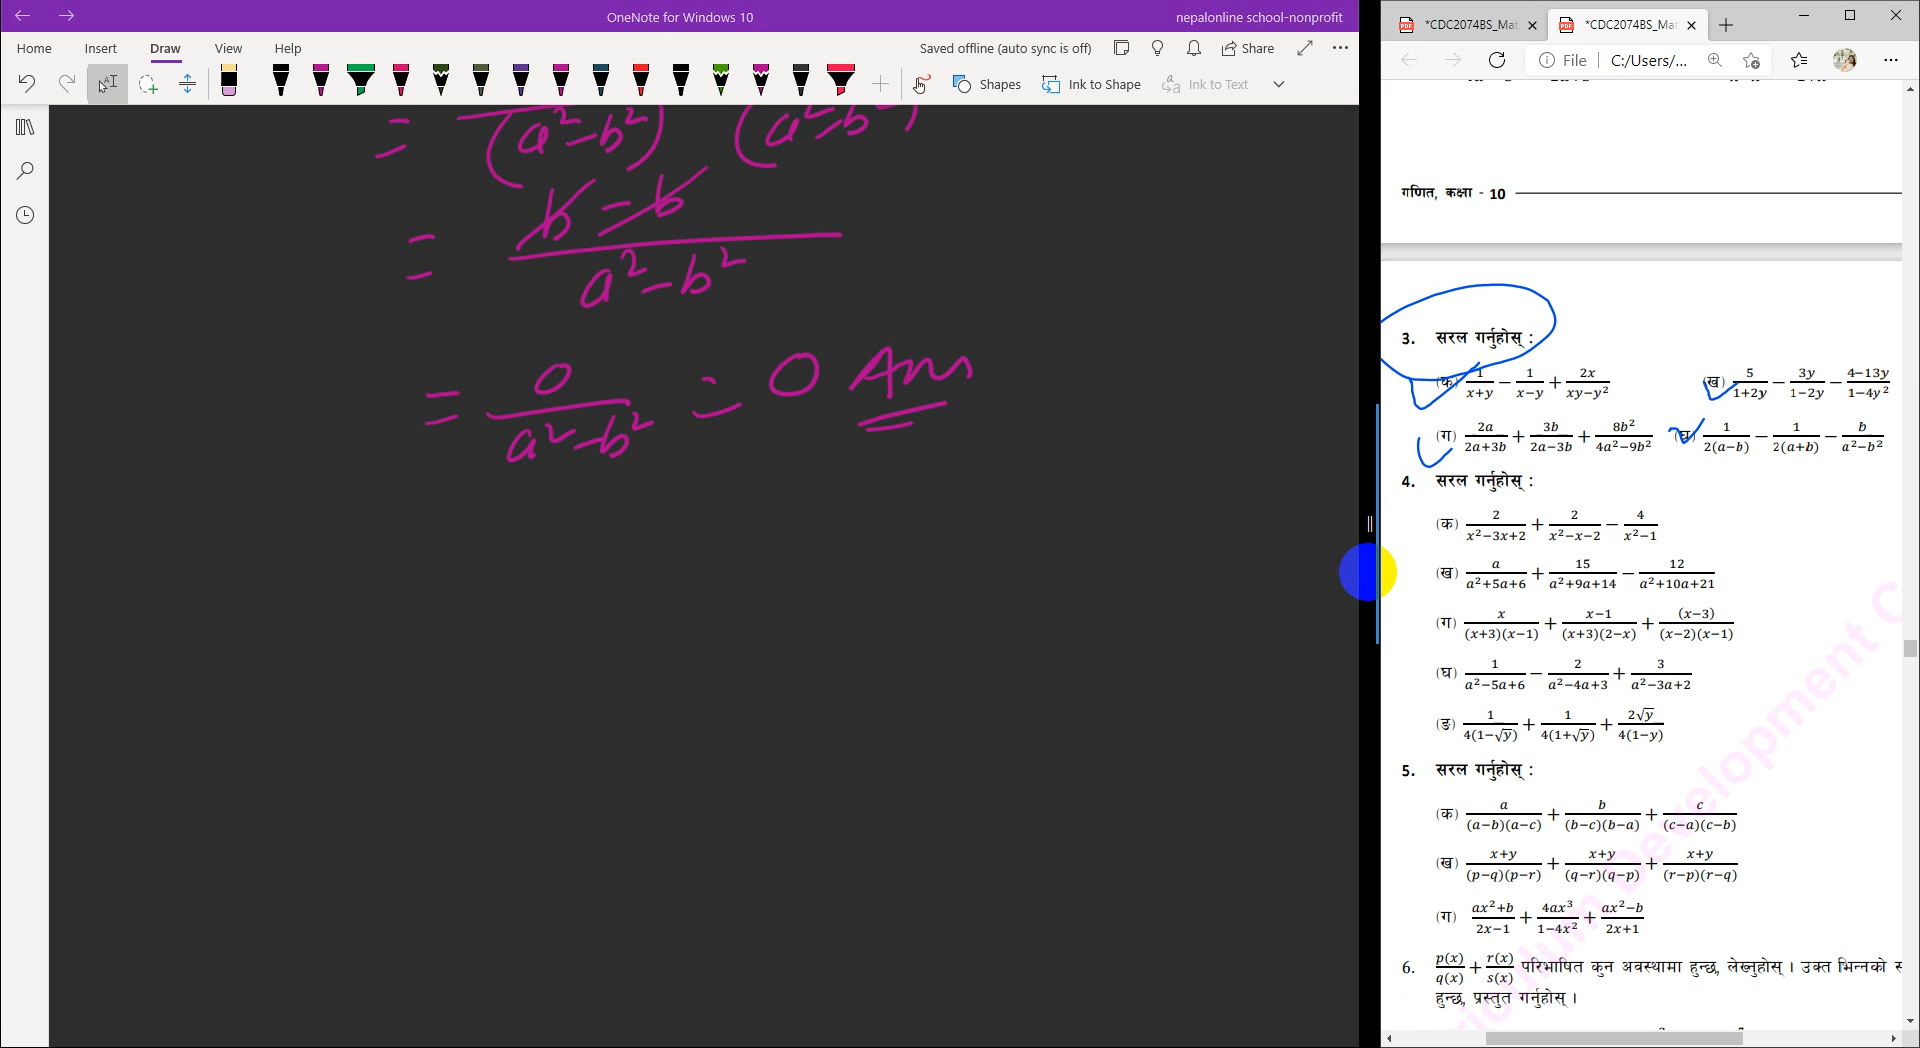 OneNote for Windows 10
nepalonline school-nonprofit
Home Insert Draw View Help
Saved offline (auto sync is off) Share
Shapes Ink to Shape Ink to Text
= (a²-b²) (a²-b²)
= b-b / a²-b²
= 0/a²-b² = 0 Ans
*CDC2074BS_Mat *CDC2074BS_Mat
File C:/Users/...
गणित, कक्षा - 10
3. सरल गर्नुहोस् :
(क) 1/x+y − 1/x−y + 2x/xy−y² (ख) 5/1+2y − 3y/1−2y − 4−13y/1−4y²
(ग) 2a/2a+3b + 3b/2a−3b + 8b²/4a²−9b² (घ) 1/2(a−b) − 1/2(a+b) − b/a²−b²
4. सरल गर्नुहोस् :
(क) 2/x²−3x+2 + 2/x²−x−2 − 4/x²−1
(ख) a/a²+5a+6 + 15/a²+9a+14 − 12/a²+10a+21
(ग) x/(x+3)(x−1) + x−1/(x+3)(2−x) + (x−3)/(x−2)(x−1)
(घ) 1/a²−5a+6 − 2/a²−4a+3 + 3/a²−3a+2
(ङ) 1/4(1−√y) + 1/4(1+√y) + 2√y/4(1−y)
5. सरल गर्नुहोस् :
(क) a/(a−b)(a−c) + b/(b−c)(b−a) + c/(c−a)(c−b)
(ख) x+y/(p−q)(p−r) + x+y/(q−r)(q−p) + x+y/(r−p)(r−q)
(ग) ax²+b/2x−1 + 4ax³/1−4x² + ax²−b/2x+1
6. p(x)/q(x) + r(x)/s(x) परिभाषित कुन अवस्थामा हुन्छ, लेख्नुहोस् । उक्त भिन्नको
हुन्छ, प्रस्तुत गर्नुहोस् ।
Development C